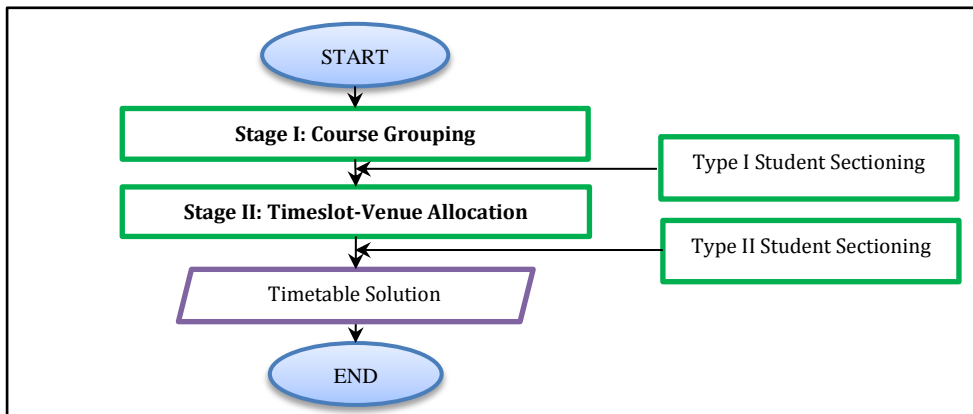 START
Stage I: Course Grouping
Type I Student Sectioning
Stage II: Timeslot-Venue Allocation
Type II Student Sectioning
Timetable Solution
END